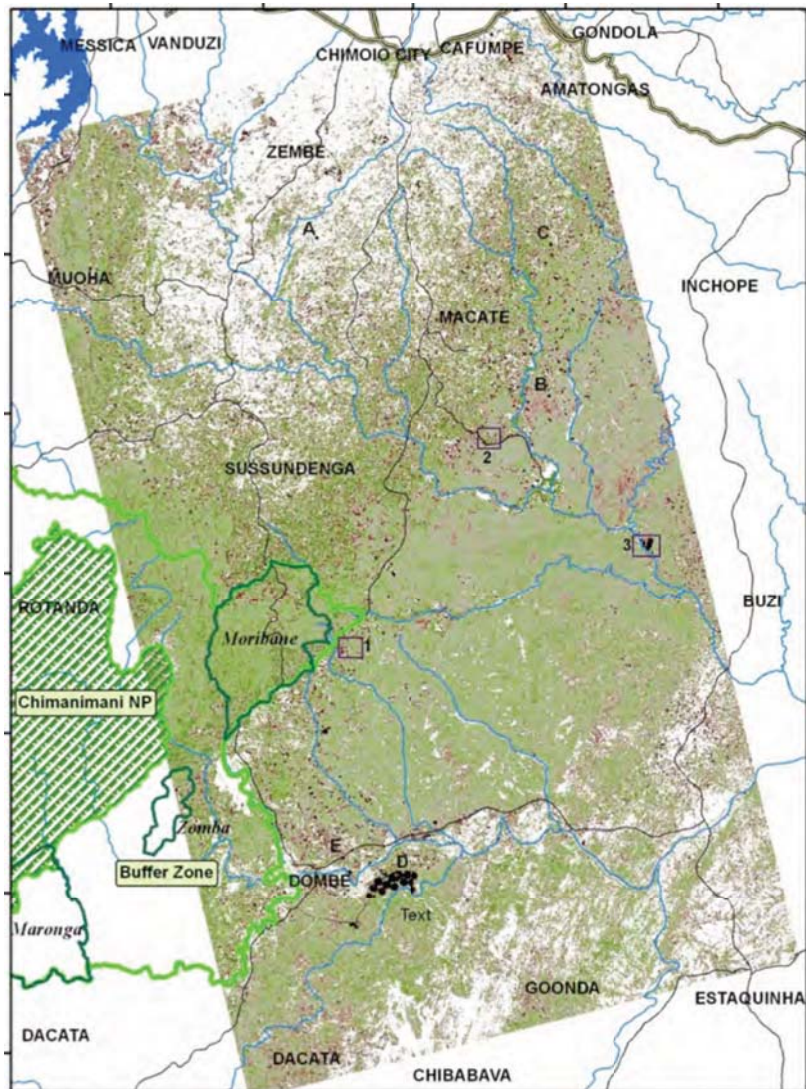 GONDOLA
MESSICA
VANDUZI
CHIMOIO CITY
CAFUMPE
AMATONGAS
ZEMBE
A
C
MUOHA
INCHOPE
MACATE
B
2
SUSSUNDENGA
3
ROTANDA
BUZI
Moribane
1
Chimanimani NP
Zomba
E
D
Buffer Zone
DOMBE
Text
Maronga
GOONDA
ESTAQUINHA
DACATA
DACATA
CHIBABAVA